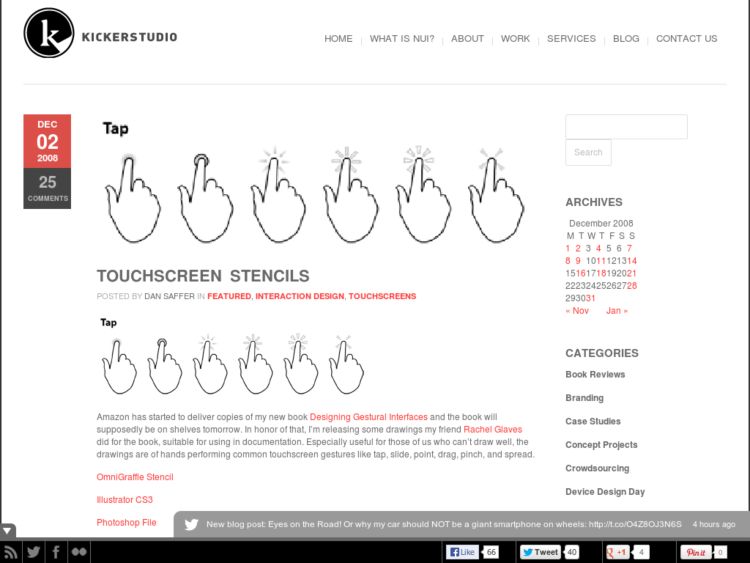 k KICKERSTUDIO
HOME WHAT IS NUI? ABOUT WORK SERVICES BLOG CONTACT US
DEC
02
2008
25
COMMENTS
Tap
TOUCHSCREEN STENCILS
POSTED BY DAN SAFFER IN FEATURED, INTERACTION DESIGN, TOUCHSCREENS
Tap
Amazon has started to deliver copies of my new book Designing Gestural Interfaces and the book will
supposedly be on shelves tomorrow. In honor of that, I'm releasing some drawings my friend Rachel Glaves
did for the book, suitable for using in documentation. Especially useful for those of us who can't draw well, the
drawings are of hands performing common touchscreen gestures like tap, slide, point, drag, pinch, and spread.
OmniGraffle Stencil
Illustrator CS3
Photoshop File
Search
ARCHIVES
December 2008
M T W T F S S
1 2 3 4 5 6 7
8 9 10 11 12 13 14
15 16 17 18 19 20 21
22 23 24 25 26 27 28
29 30 31
« Nov Jan »
CATEGORIES
Book Reviews
Branding
Case Studies
Concept Projects
Crowdsourcing
Device Design Day
New blog post: Eyes on the Road! Or why my car should NOT be a giant smartphone on wheels: http://t.co/O4Z8OJ3N6S 4 hours ago
f Like 66 Tweet 40 g +1 4 Pin it 0